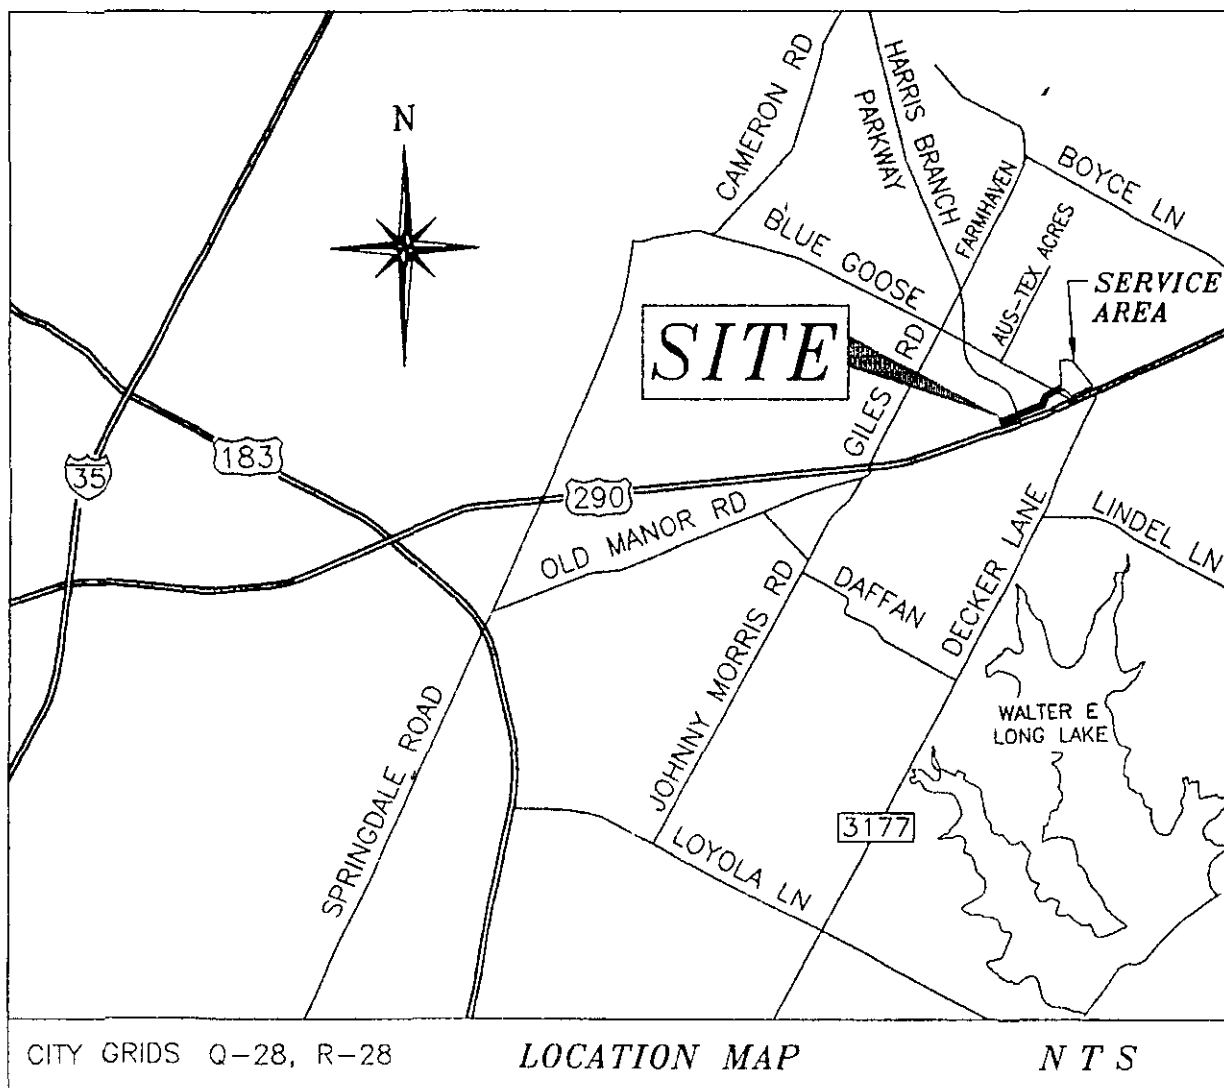 N
CAMERON RD
HARRIS BRANCH
PARKWAY
FARMHAVEN
BOYCE LN
BLUE GOOSE
AUS-TEX ACRES
SERVICE
AREA
SITE
GILES RD
35
183
290
OLD MANOR RD
LINDEL LN
DECKER LANE
DAFFAN
JOHNNY MORRIS RD
SPRINGDALE ROAD
WALTER E
LONG LAKE
3177
LOYOLA LN
CITY GRIDS Q-28, R-28
LOCATION MAP
N T S